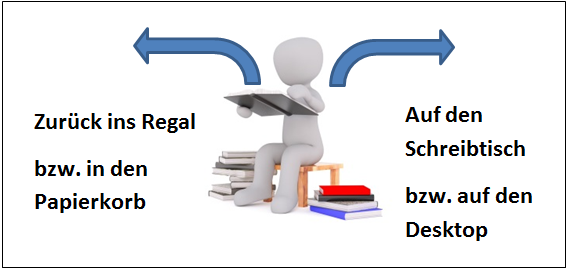 Zurück ins Regal
bzw. in den
Papierkorb
Auf den
Schreibtisch
bzw. auf den
Desktop